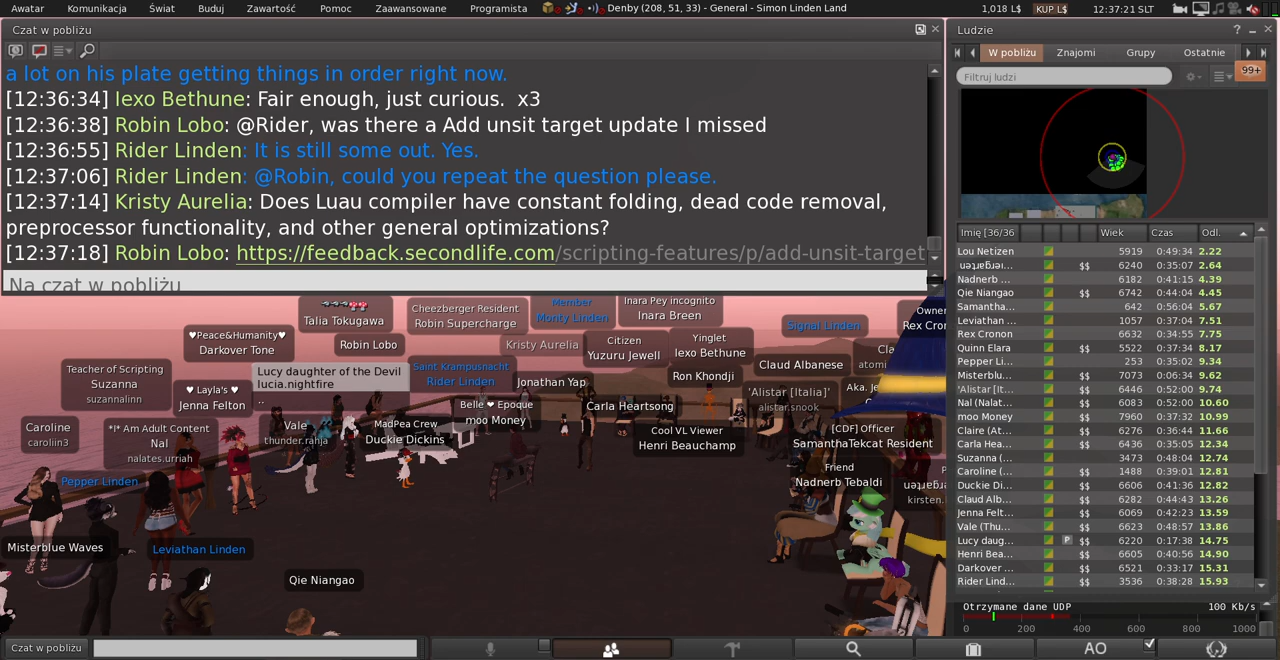 Awatar Komunikacja Świat Buduj Zawartość Pomoc Zaawansowane Programista Denby (208, 51, 33) - General - Simon Linden Land 1,018 L$ KUP L$ 12:37:21 SLT
Czat w pobliżu
a lot on his plate getting things in order right now.
[12:36:34] Iexo Bethune: Fair enough, just curious. x3
[12:36:38] Robin Lobo: @Rider, was there a Add unsit target update I missed
[12:36:55] Rider Linden: It is still some out. Yes.
[12:37:06] Rider Linden: @Robin, could you repeat the question please.
[12:37:14] Kristy Aurelia: Does Luau compiler have constant folding, dead code removal,
preprocessor functionality, and other general optimizations?
[12:37:18] Robin Lobo: https://feedback.secondlife.com/scripting-features/p/add-unsit-target
Na czat w pobliżu
Talia Tokugawa
Cheezberger Resident
Robin Supercharge
Member
Monty Linden
Inara Pey incognito
Inara Breen
Signal Linden
Owner
Rex Cron
♥Peace&Humanity♥
Darkover Tone
Robin Lobo
Kristy Aurelia
Citizen
Yuzuru Jewell
Yinglet
Iexo Bethune
Claud Albanese
Cla
Teacher of Scripting
Suzanna
suzannalinn
♥ Layla's ♥
Jenna Felton
Lucy daughter of the Devil
lucia.nightfire
..
Saint Krampusnacht
Rider Linden
Jonathan Yap
Ron Khondji
'Alistar [Italia]'
alistar.snook
Aka. Je
C
Caroline
caroliin3
*I* Am Adult Content
Nal
nalates.urriah
Vale
thunder.rahja
MadPea Crew
Duckie Dickins
Belle ❤ Epoque
moo Money
Carla Heartsong
Cool VL Viewer
Henri Beauchamp
[CDF] Officer
SamanthaTekcat Resident
Friend
Nadnerb Tebaldi
kirsten.
Pepper Linden
Misterblue Waves
Leviathan Linden
Qie Niangao
Czat w pobliżu
AO
Ludzie
W pobliżu Znajomi Grupy Ostatnie
99+
Filtruj ludzi
Imię [36/36 Wiek Czas Odl.
Lou Netizen 5919 0:49:34 2.22
$$ 6240 0:35:07 2.64
Nadnerb ... 6182 0:41:15 4.39
Qie Niangao $$ 6742 0:44:04 4.45
Samantha... 642 0:56:04 5.67
Leviathan ... 1057 0:37:04 7.51
Rex Cronon 6632 0:34:55 7.75
Quinn Elara $$ 5522 0:37:34 8.17
Pepper Li... 253 0:35:02 9.34
Misterblu... $$ 7073 0:06:34 9.62
'Alistar [It... $$ 6446 0:52:00 9.74
Nal (Nalat... $$ 6083 0:52:00 10.60
moo Money $$ 7960 0:37:32 10.99
Claire (At... $$ 6276 0:36:44 11.66
Carla Hea... $$ 6436 0:35:05 12.34
Suzanna (... 3473 0:48:04 12.74
Caroline (... $$ 1488 0:39:01 12.81
Duckie Di... $$ 6606 0:41:36 12.82
Claud Alb... $$ 6282 0:44:43 13.26
Jenna Felt... $$ 6069 0:42:23 13.59
Vale (Thu... $$ 6623 0:48:57 13.86
Lucy daug... P $$ 6220 0:17:38 14.75
Henri Bea... $$ 6605 0:40:56 14.90
Darkover ... $$ 6521 0:33:17 15.31
Rider Lind... $$ 3536 0:38:28 15.93
Otrzymane dane UDP 100 Kb/s
0 200 400 600 800 1000